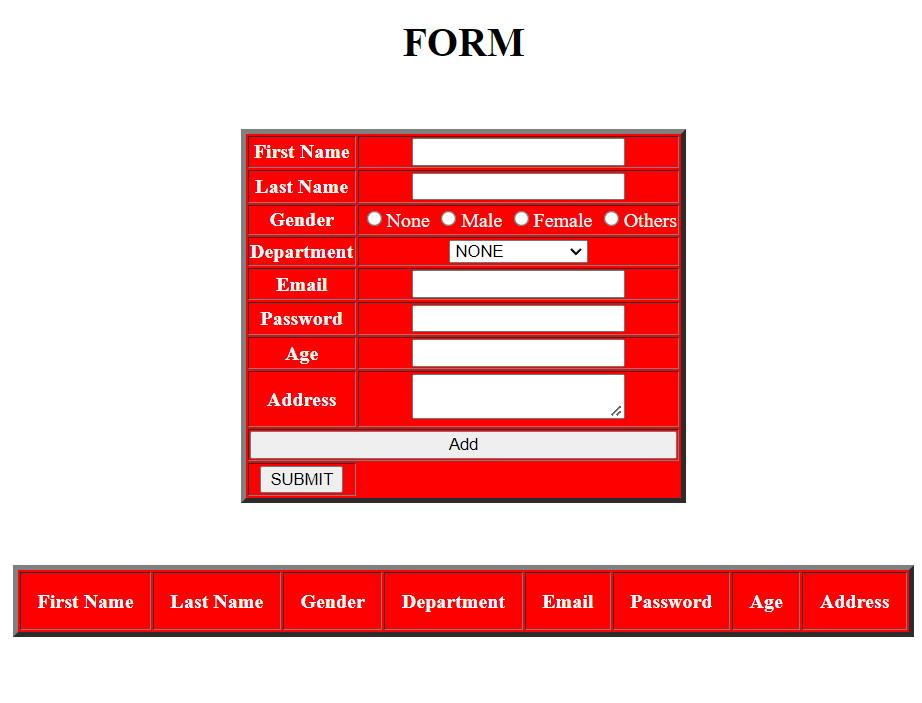 FORM
First Name
Last Name
Gender None Male Female Others
Department NONE
Email
Password
Age
Address
Add
SUBMIT
First Name Last Name Gender Department Email Password Age Address